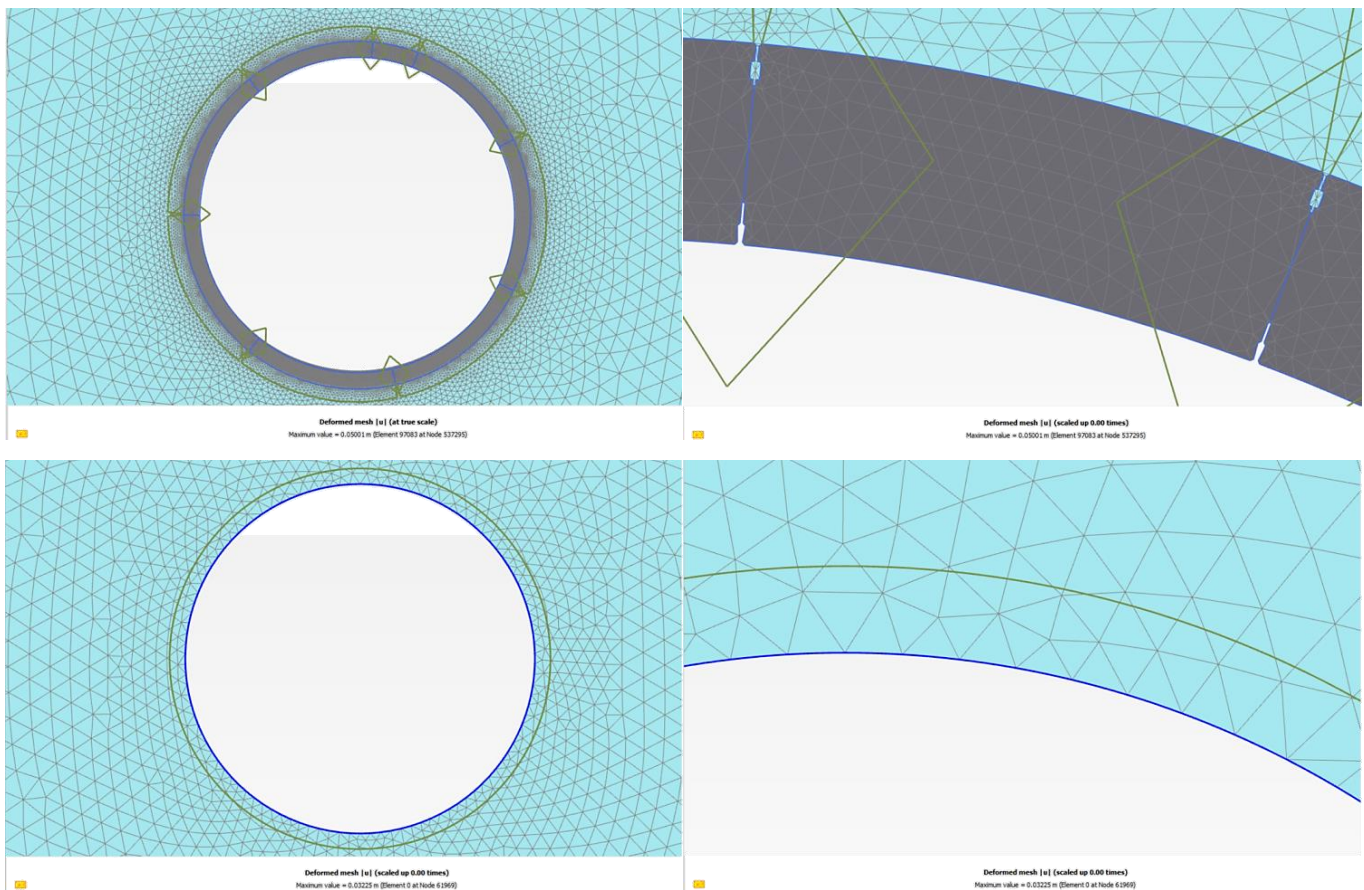 Deformed mesh |u| (at true scale)
Maximum value = 0.05001 m (Element 97083 at Node 537295)
Deformed mesh |u| (scaled up 0.00 times)
Maximum value = 0.05001 m (Element 97083 at Node 537295)
Deformed mesh |u| (scaled up 0.00 times)
Maximum value = 0.03225 m (Element 0 at Node 61969)
Deformed mesh |u| (scaled up 0.00 times)
Maximum value = 0.03225 m (Element 0 at Node 61969)